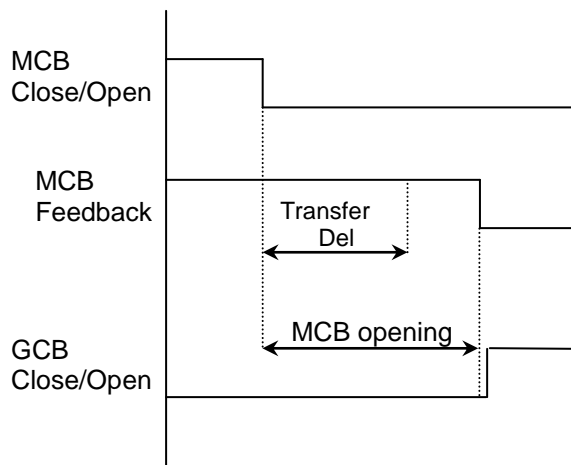 MCB
Close/Open
MCB
Feedback
Transfer
Del
MCB opening
GCB
Close/Open